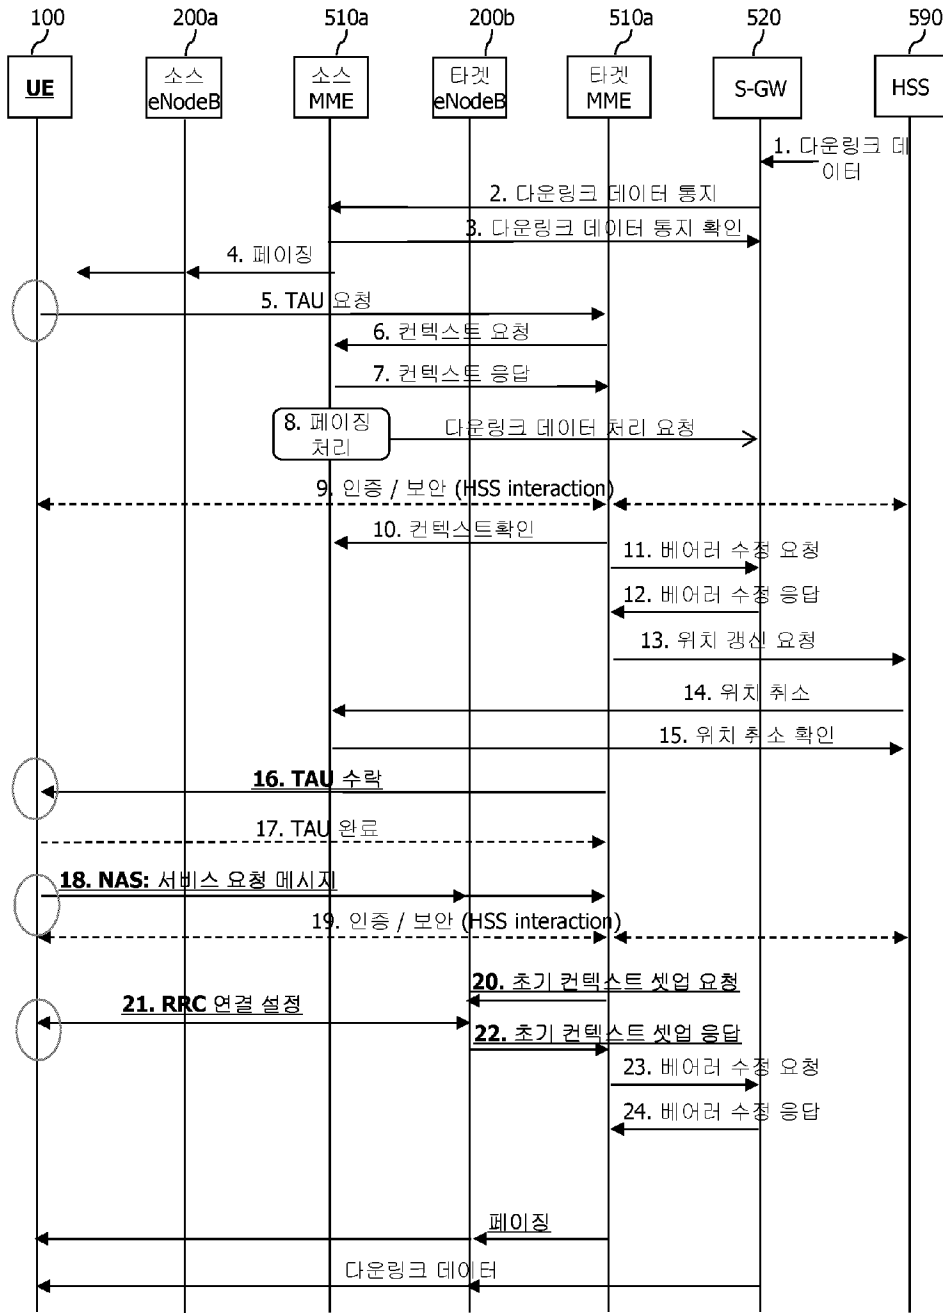 100 200a 510a 200b 510a 520 590
UE
소스
eNodeB
소스
MME
타겟
eNodeB
타겟
MME
S-GW
HSS
1. 다운링크 데
이터
2. 다운링크 데이터 통지
3. 다운링크 데이터 통지 확인
4. 페이징
5. TAU 요청
6. 컨텍스트 요청
7. 컨텍스트 응답
8. 페이징
처리
다운링크 데이터 처리 요청
9. 인증 / 보안 (HSS interaction)
10. 컨텍스트확인
11. 베어러 수정 요청
12. 베어러 수정 응답
13. 위치 갱신 요청
14. 위치 취소
15. 위치 취소 확인
16. TAU 수락
17. TAU 완료
18. NAS: 서비스 요청 메시지
19. 인증 / 보안 (HSS interaction)
20. 초기 컨텍스트 셋업 요청
21. RRC 연결 설정
22. 초기 컨텍스트 셋업 응답
23. 베어러 수정 요청
24. 베어러 수정 응답
페이징
다운링크 데이터